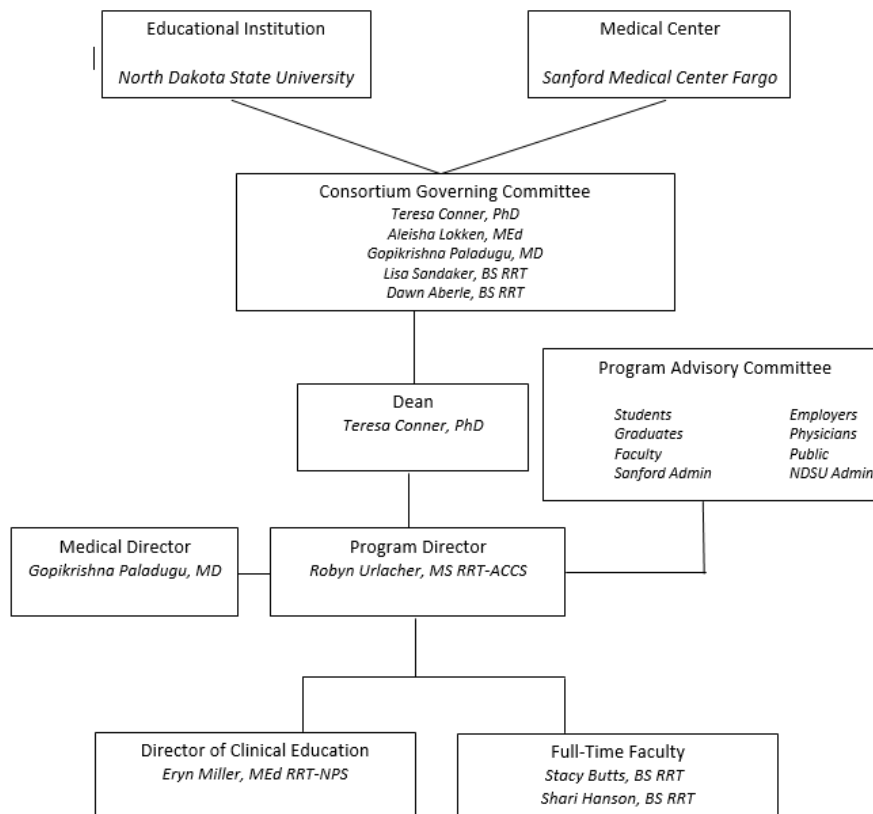 Educational Institution
North Dakota State University
Medical Center
Sanford Medical Center Fargo
Consortium Governing Committee
Teresa Conner, PhD
Aleisha Lokken, MEd
Gopikrishna Paladugu, MD
Lisa Sandaker, BS RRT
Dawn Aberle, BS RRT
Dean
Teresa Conner, PhD
Program Advisory Committee
Students Employers
Graduates Physicians
Faculty Public
Sanford Admin NDSU Admin
Medical Director
Gopikrishna Paladugu, MD
Program Director
Robyn Urlacher, MS RRT-ACCS
Director of Clinical Education
Eryn Miller, MEd RRT-NPS
Full-Time Faculty
Stacy Butts, BS RRT
Shari Hanson, BS RRT